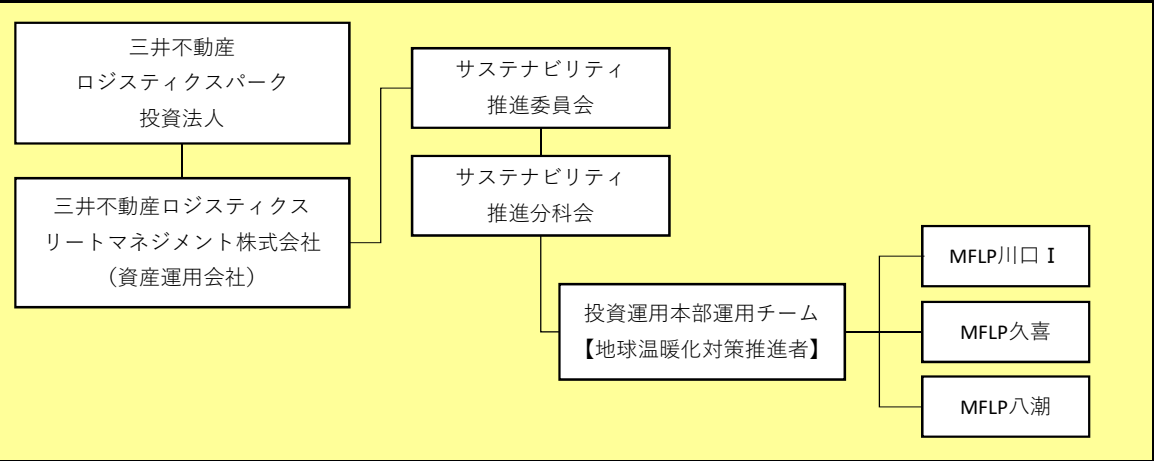 三井不動産
ロジスティクスパーク
投資法人
三井不動産ロジスティクス
リートマネジメント株式会社
（資産運用会社）
サステナビリティ
推進委員会
サステナビリティ
推進分科会
投資運用本部運用チーム
【地球温暖化対策推進者】
MFLP川口Ⅰ
MFLP久喜
MFLP八潮